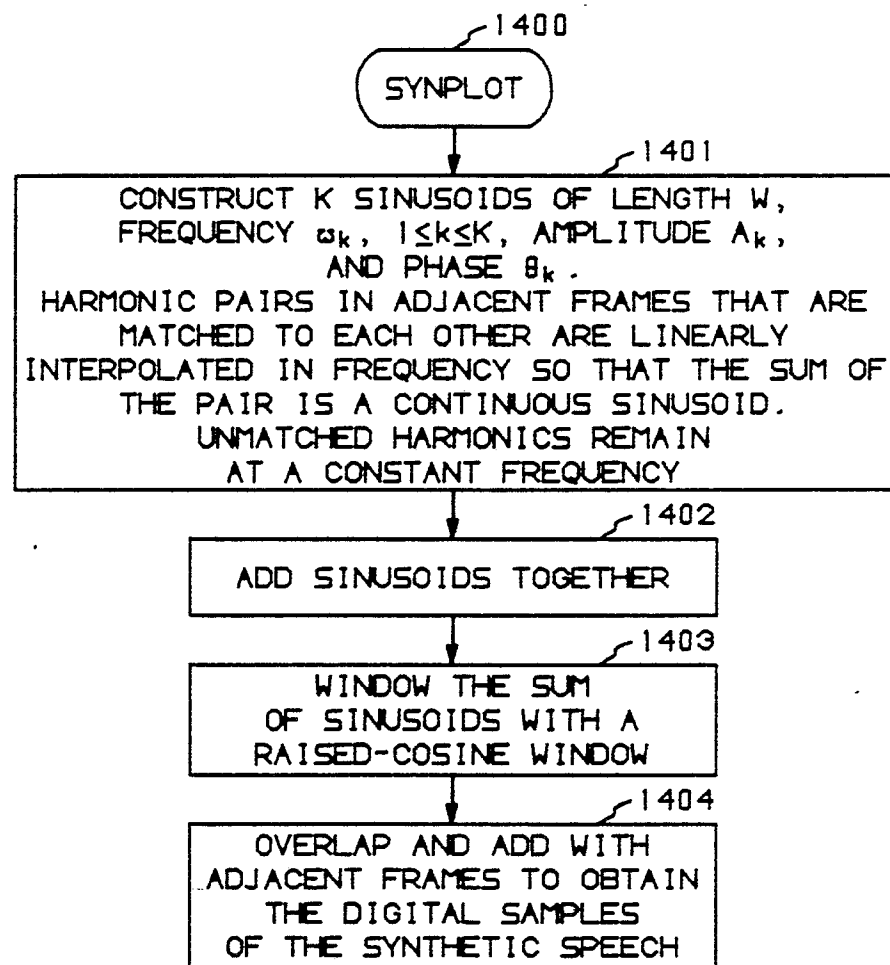 1400
SYNPLOT
1401
CONSTRUCT K SINUSOIDS OF LENGTH W,
FREQUENCY ωk, 1≤k≤K, AMPLITUDE Ak,
AND PHASE θk.
HARMONIC PAIRS IN ADJACENT FRAMES THAT ARE
MATCHED TO EACH OTHER ARE LINEARLY
INTERPOLATED IN FREQUENCY SO THAT THE SUM OF
THE PAIR IS A CONTINUOUS SINUSOID.
UNMATCHED HARMONICS REMAIN
AT A CONSTANT FREQUENCY
1402
ADD SINUSOIDS TOGETHER
1403
WINDOW THE SUM
OF SINUSOIDS WITH A
RAISED-COSINE WINDOW
1404
OVERLAP AND ADD WITH
ADJACENT FRAMES TO OBTAIN
THE DIGITAL SAMPLES
OF THE SYNTHETIC SPEECH